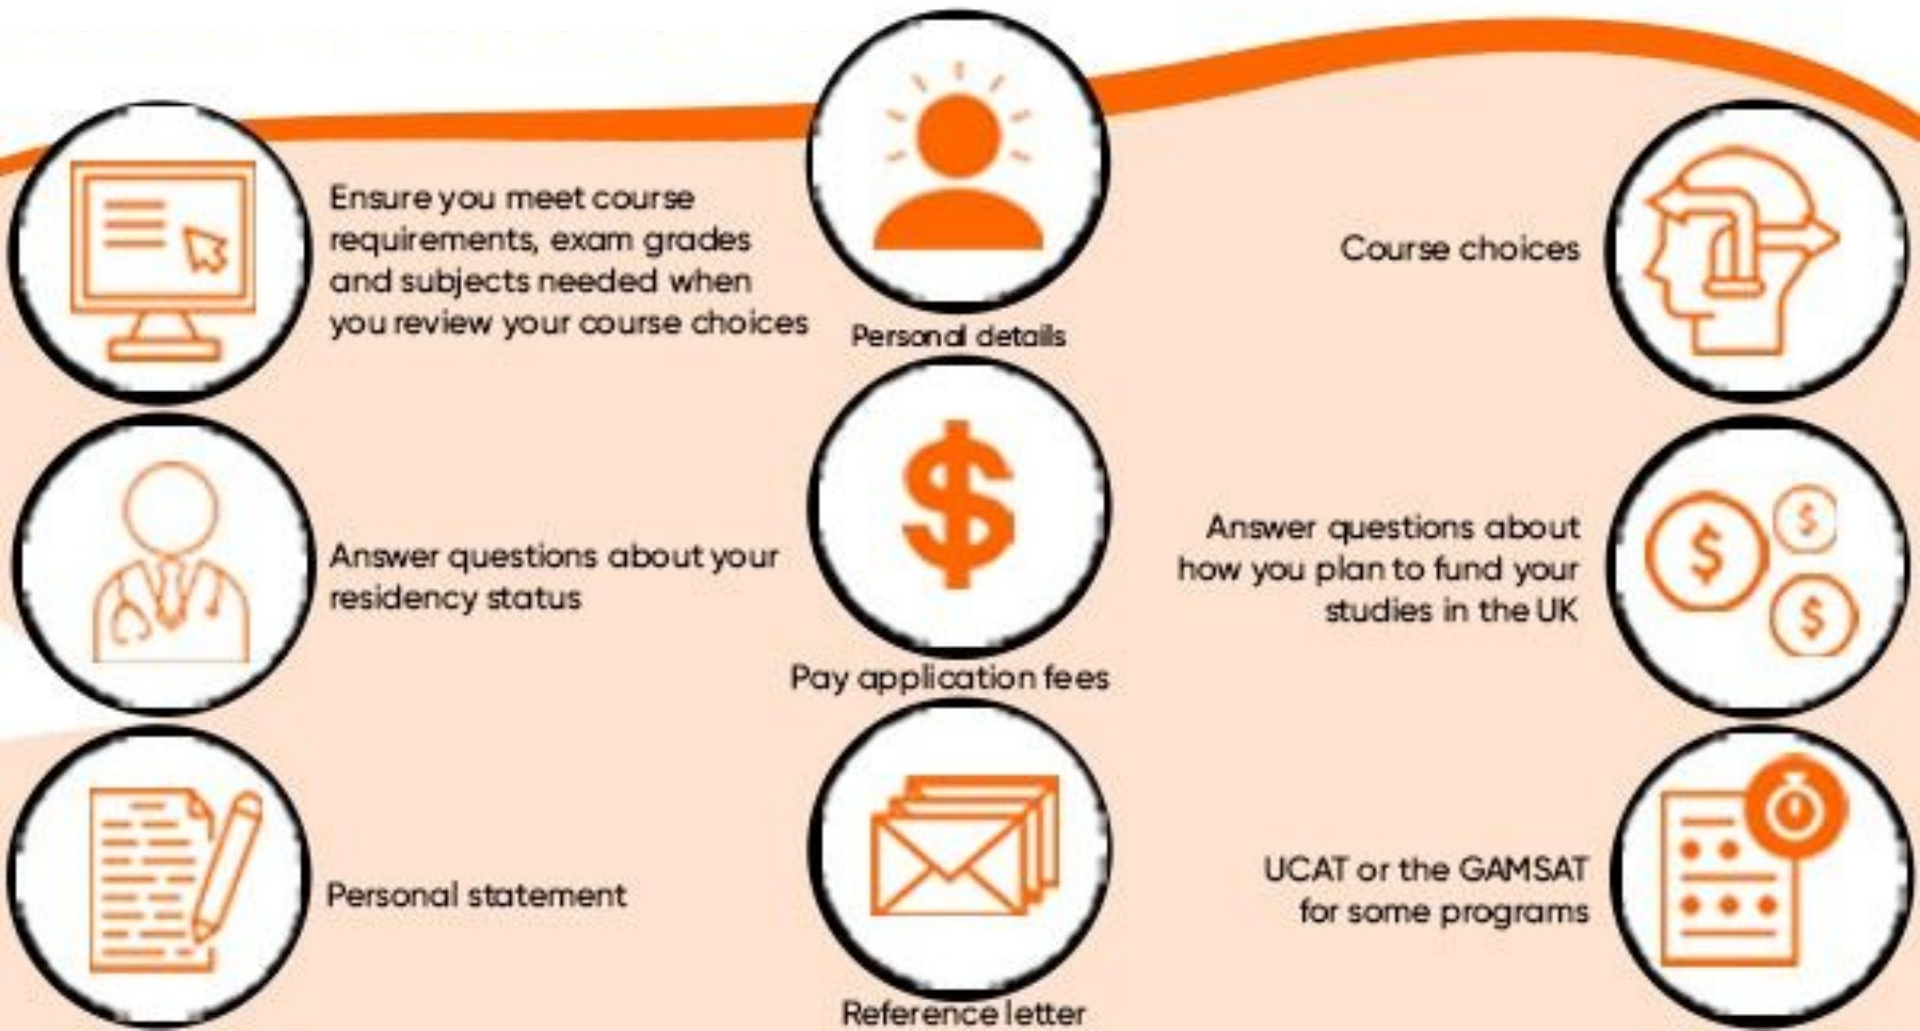 Ensure you meet course
requirements, exam grades
and subjects needed when
you review your course choices
Personal details
Course choices
Answer questions about your
residency status
$
Pay application fees
Answer questions about
how you plan to fund your
studies in the UK
$
$
$
Personal statement
Reference letter
UCAT or the GAMSAT
for some programs